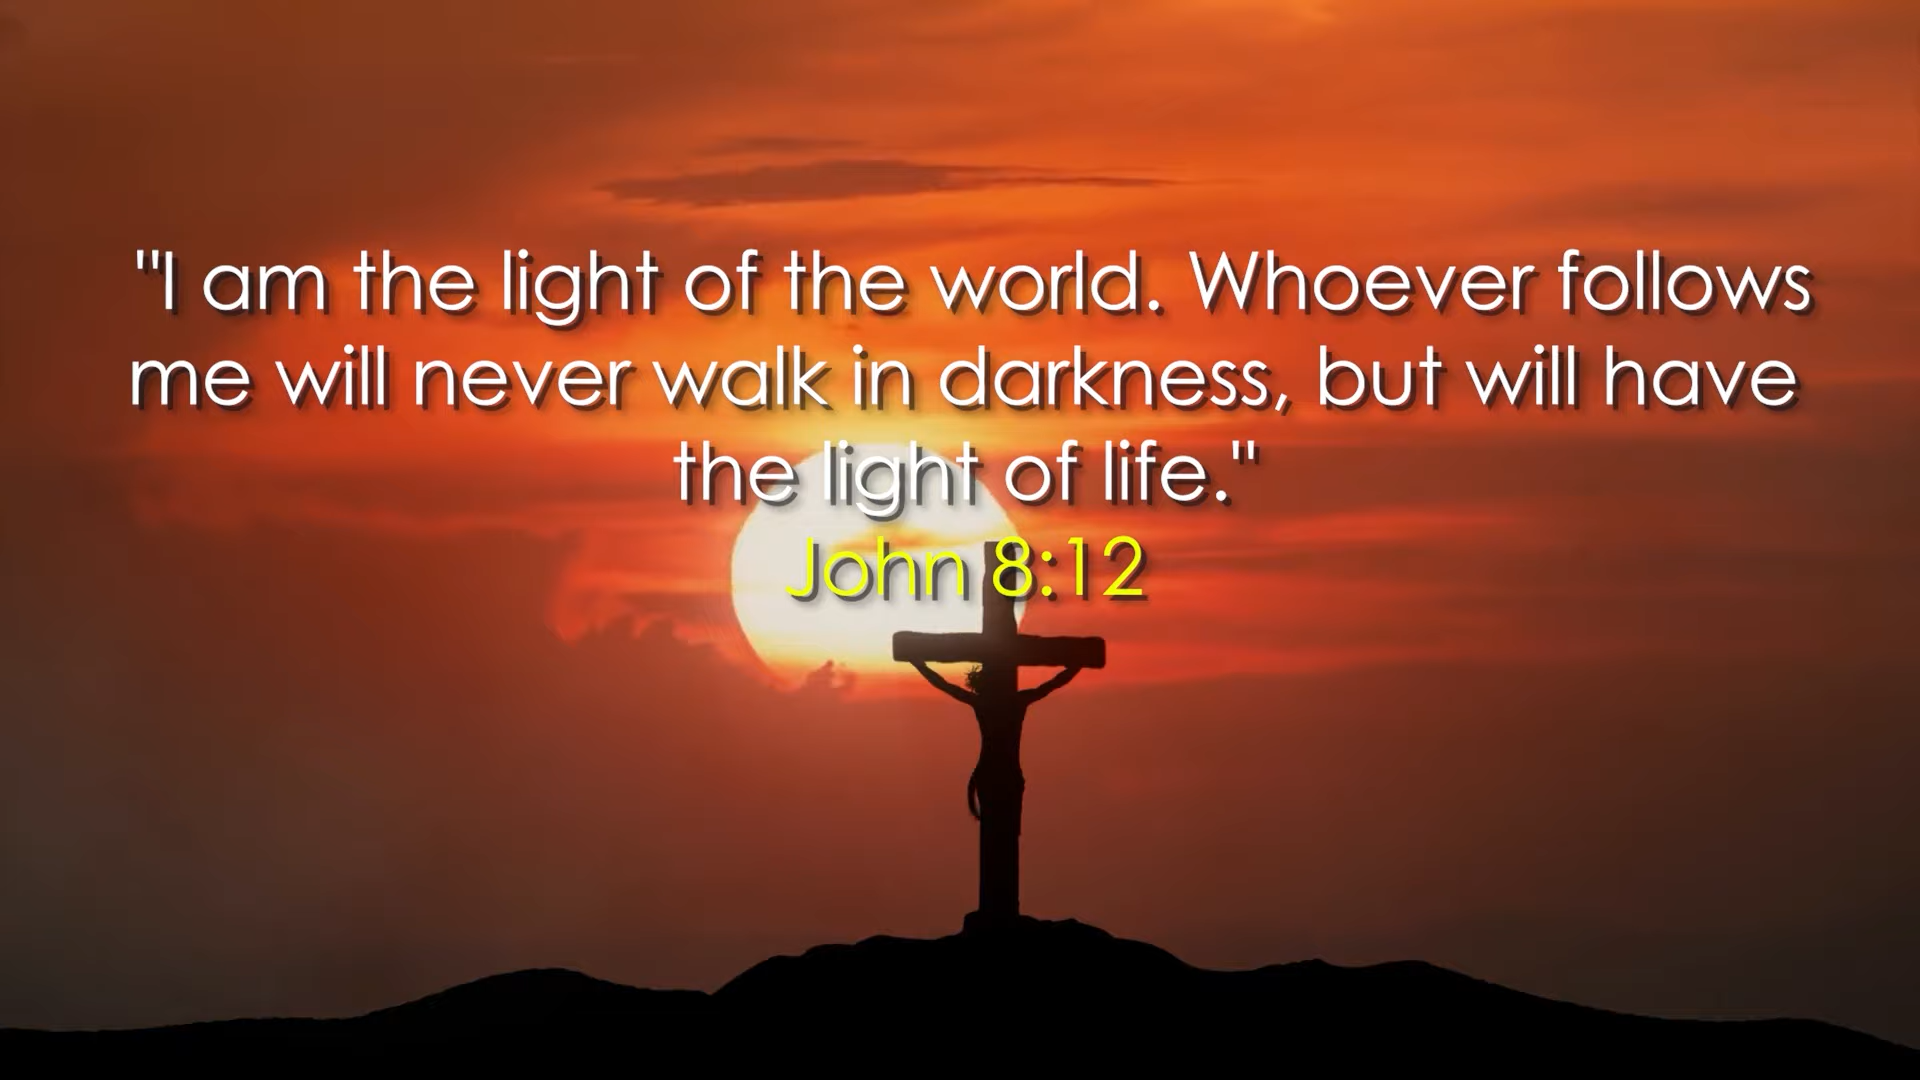 "I am the light of the world. Whoever follows
me will never walk in darkness, but will have
the light of life."
John 8:12